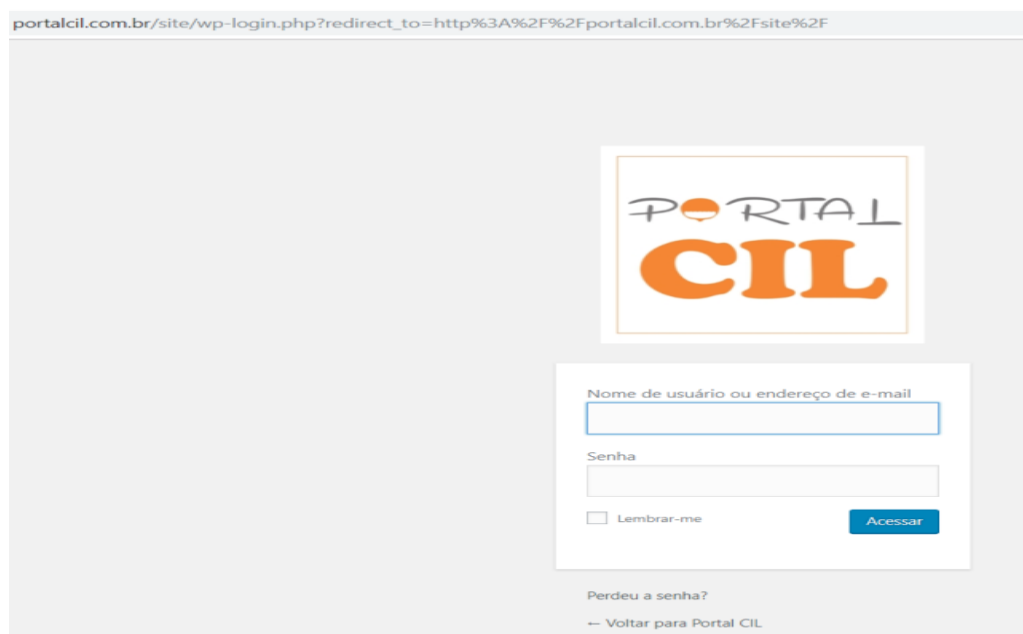 portalcil.com.br/site/wp-login.php?redirect_to=http%3A%2F%2Fportalcil.com.br%2Fsite%2F
PORTAL
CIL
Nome de usuário ou endereço de e-mail
Senha
Lembrar-me
Acessar
Perdeu a senha?
← Voltar para Portal CIL